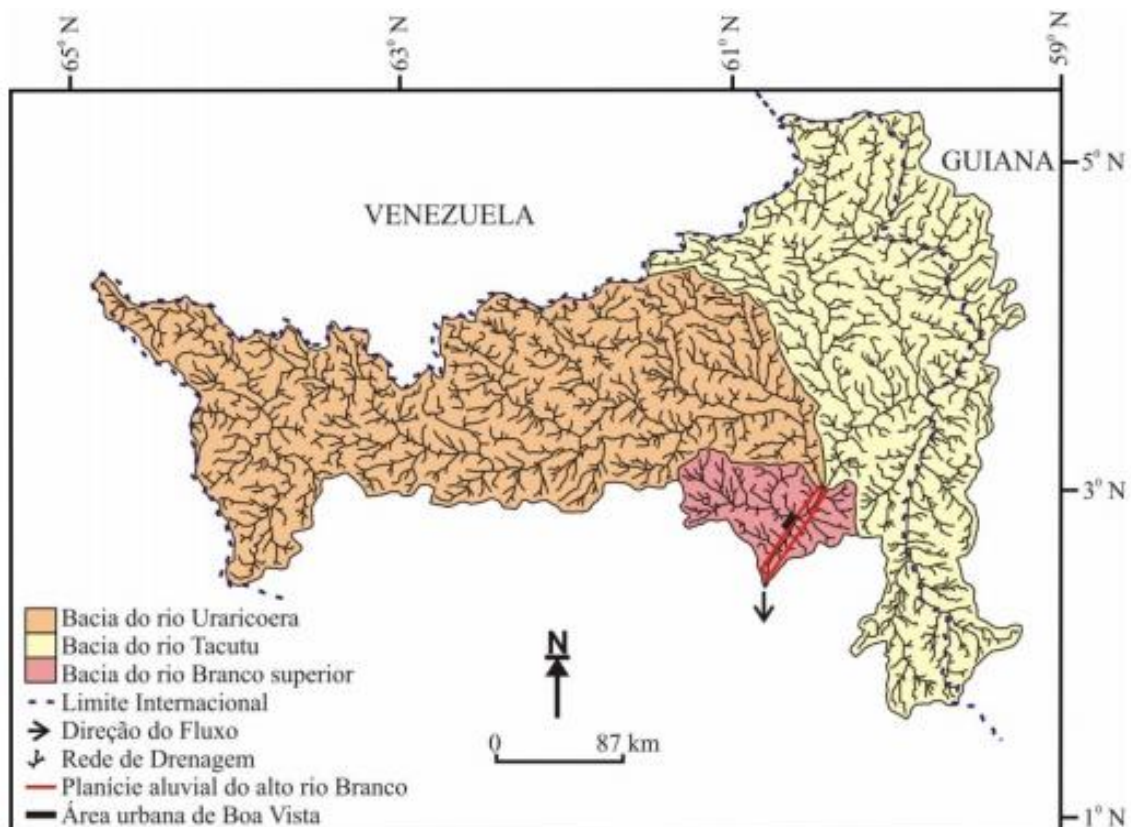 65° N
63° N
61° N
59° N
GUIANA
5° N
VENEZUELA
3° N
Bacia do rio Uraricoera
Bacia do rio Tacutu
Bacia do rio Branco superior
Limite Internacional
Direção do Fluxo
Rede de Drenagem
Planície aluvial do alto rio Branco
Área urbana de Boa Vista
N
0 87 km
1° N